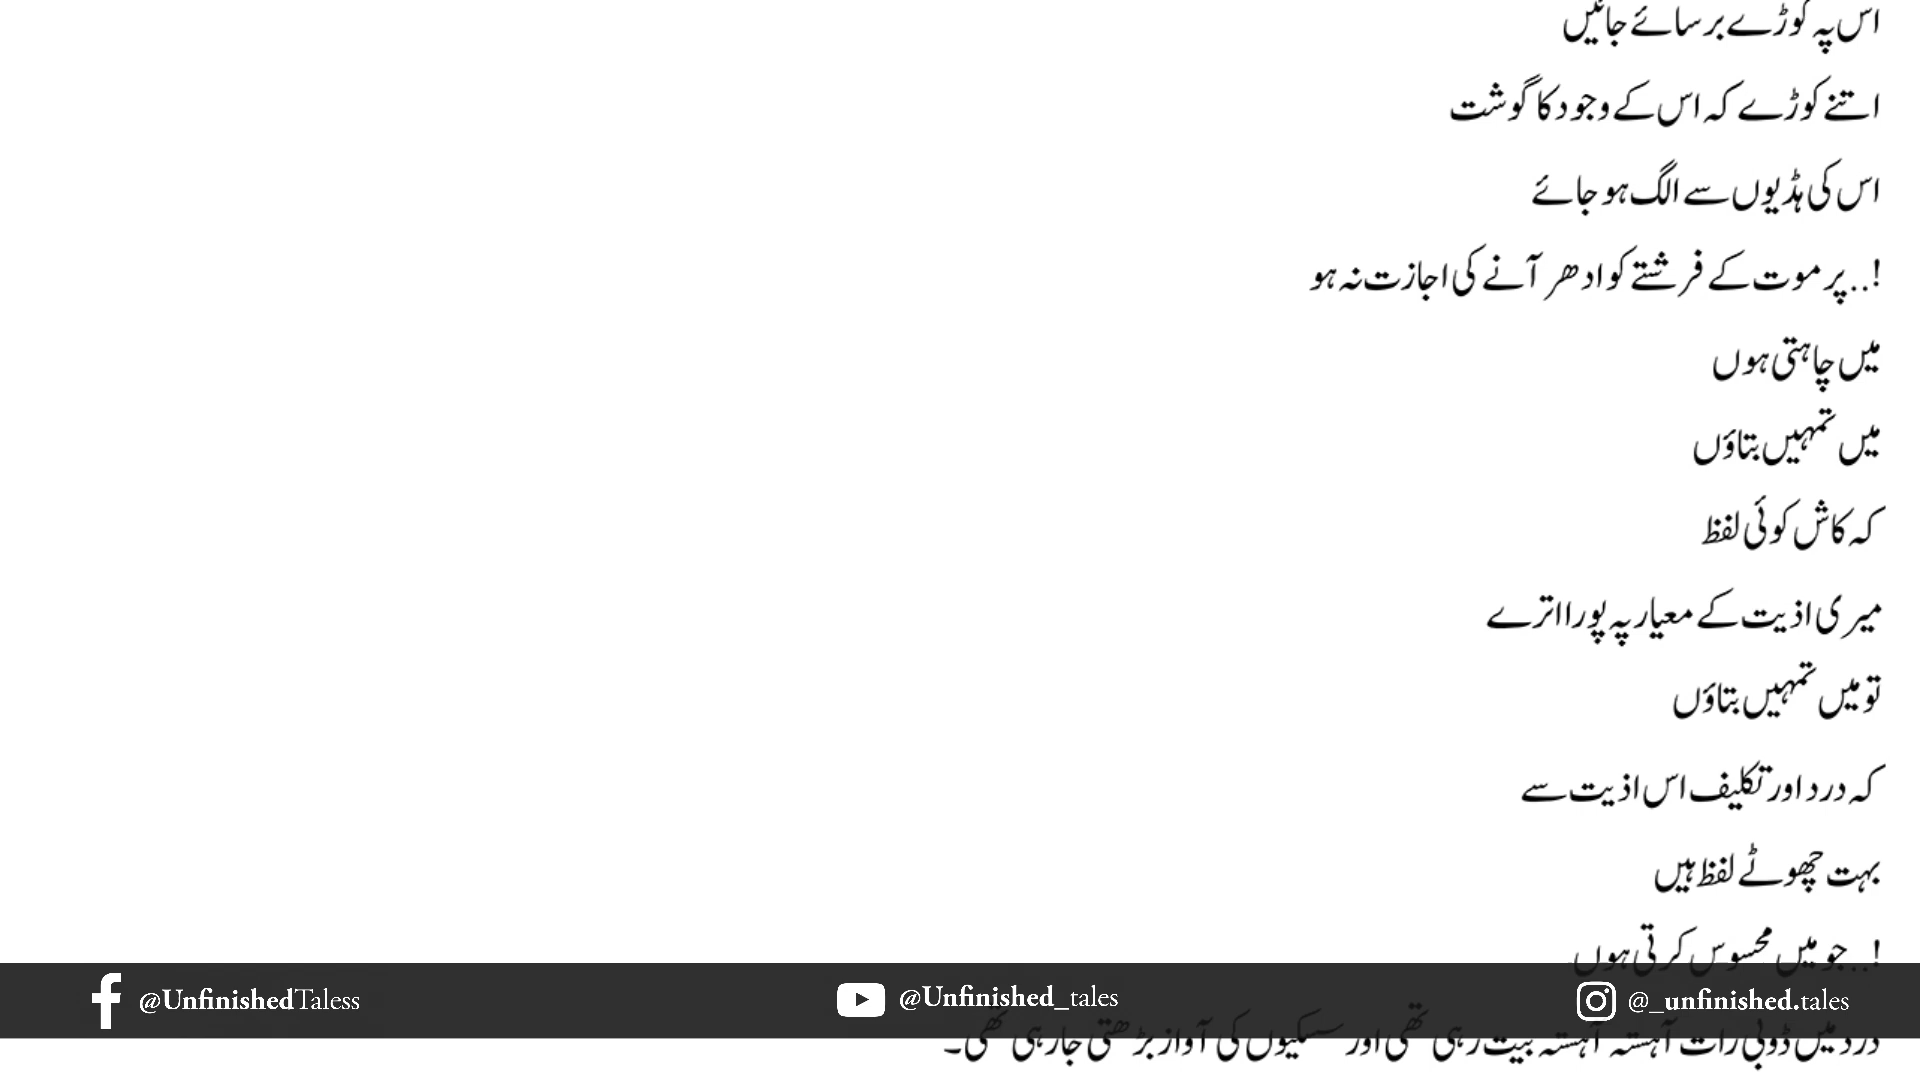 اس پہ کوڑے برسائے جائیں
اتنے کوڑے کہ اس کے وجود کا گوشت
اس کی ہڈیوں سے الگ ہو جائے
!..پر موت کے فرشتے کو ادھر آنے کی اجازت نہ ہو
میں چاہتی ہوں
میں تمہیں بتاؤں
کہ کاش کوئی لفظ
میری اذیت کے معیار پہ پورا اترے
تو میں تمہیں بتاؤں
کہ درد اور تکلیف اس اذیت سے
بہت چھوٹے لفظ ہیں
!..جو میں محسوس کرتی ہوں
@UnfinishedTaless
@Unfinished_tales
@_unfinished.tales
درد میں ڈوبی رات آہستہ آہستہ بیت رہی تھی اور سسکیوں کی آواز بڑھتی جا رہی تھی۔